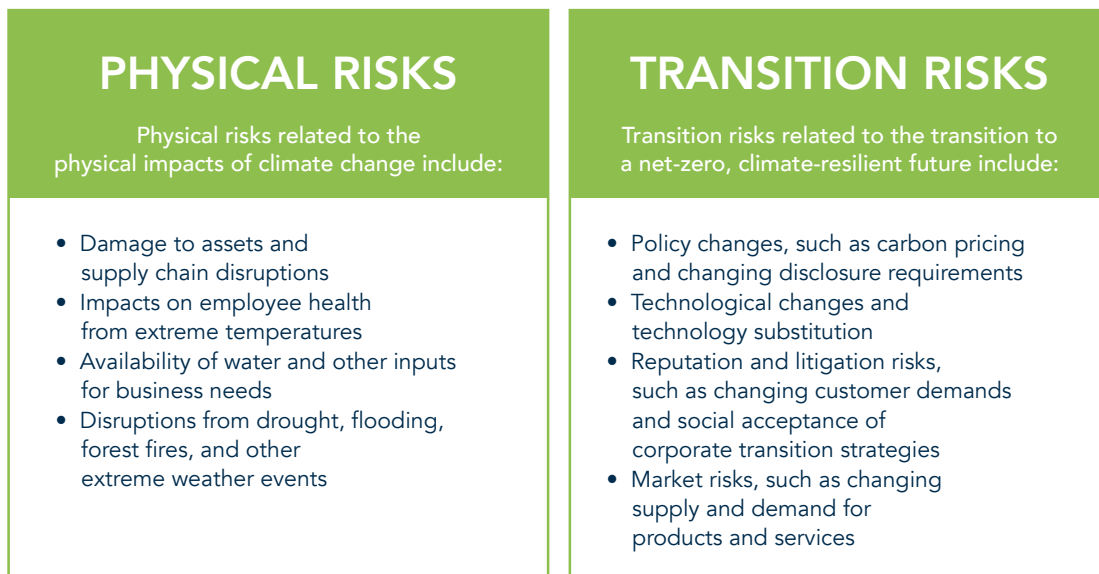 PHYSICAL RISKS
Physical risks related to the
physical impacts of climate change include:
• Damage to assets and
supply chain disruptions
• Impacts on employee health
from extreme temperatures
• Availability of water and other inputs
for business needs
• Disruptions from drought, flooding,
forest fires, and other
extreme weather events
TRANSITION RISKS
Transition risks related to the transition to
a net-zero, climate-resilient future include:
• Policy changes, such as carbon pricing
and changing disclosure requirements
• Technological changes and
technology substitution
• Reputation and litigation risks,
such as changing customer demands
and social acceptance of
corporate transition strategies
• Market risks, such as changing
supply and demand for
products and services